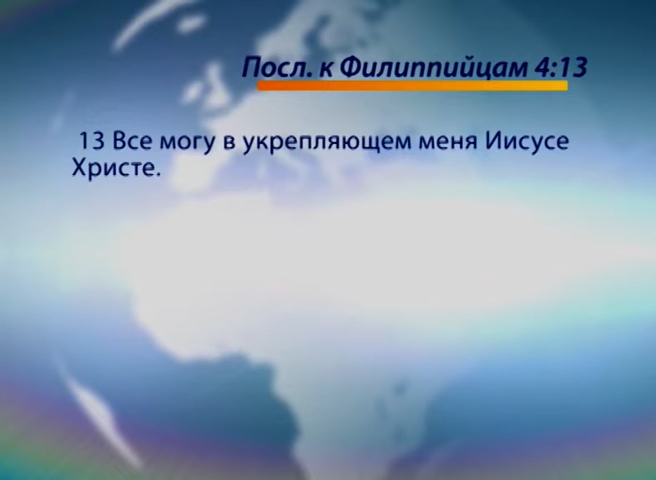 Посл. к Филиппийцам 4:13
13 Все могу в укрепляющем меня Иисусе
Христе.